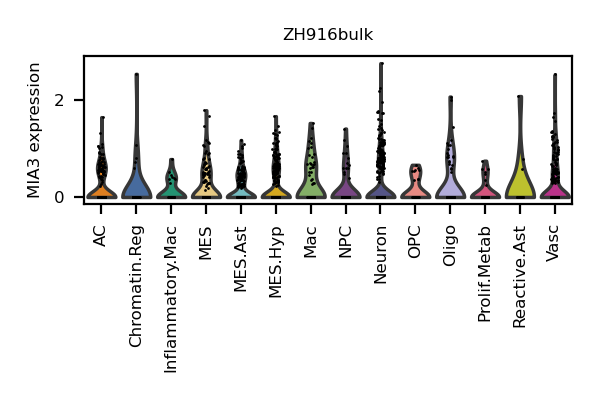 ZH916bulk
MIA3 expression
2
0
AC
Chromatin.Reg
Inflammatory.Mac
MES
MES.Ast
MES.Hyp
Mac
NPC
Neuron
OPC
Oligo
Prolif.Metab
Reactive.Ast
Vasc